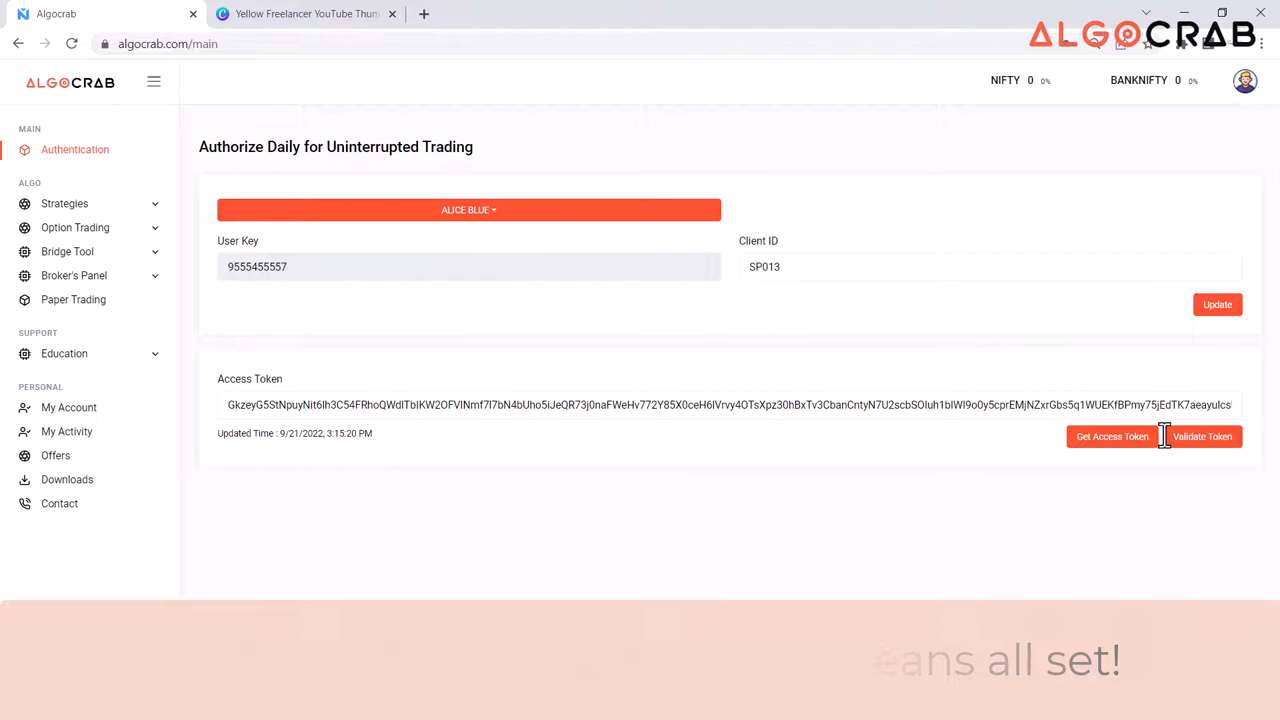 Algocrab
Yellow Freelancer YouTube Thum
algocrab.com/main
ALGOCRAB
ALGOCRAB
NIFTY 0 0%
BANKNIFTY 0 0%
MAIN
Authentication
ALGO
Strategies
Option Trading
Bridge Tool
Broker's Panel
Paper Trading
SUPPORT
Education
PERSONAL
My Account
My Activity
Offers
Downloads
Contact
Authorize Daily for Uninterrupted Trading
ALICE BLUE
User Key
Client ID
9555455557
SP013
Update
Access Token
Updated Time : 9/21/2022, 3:15:20 PM
Get Access Token
Validate Token
eans all set!